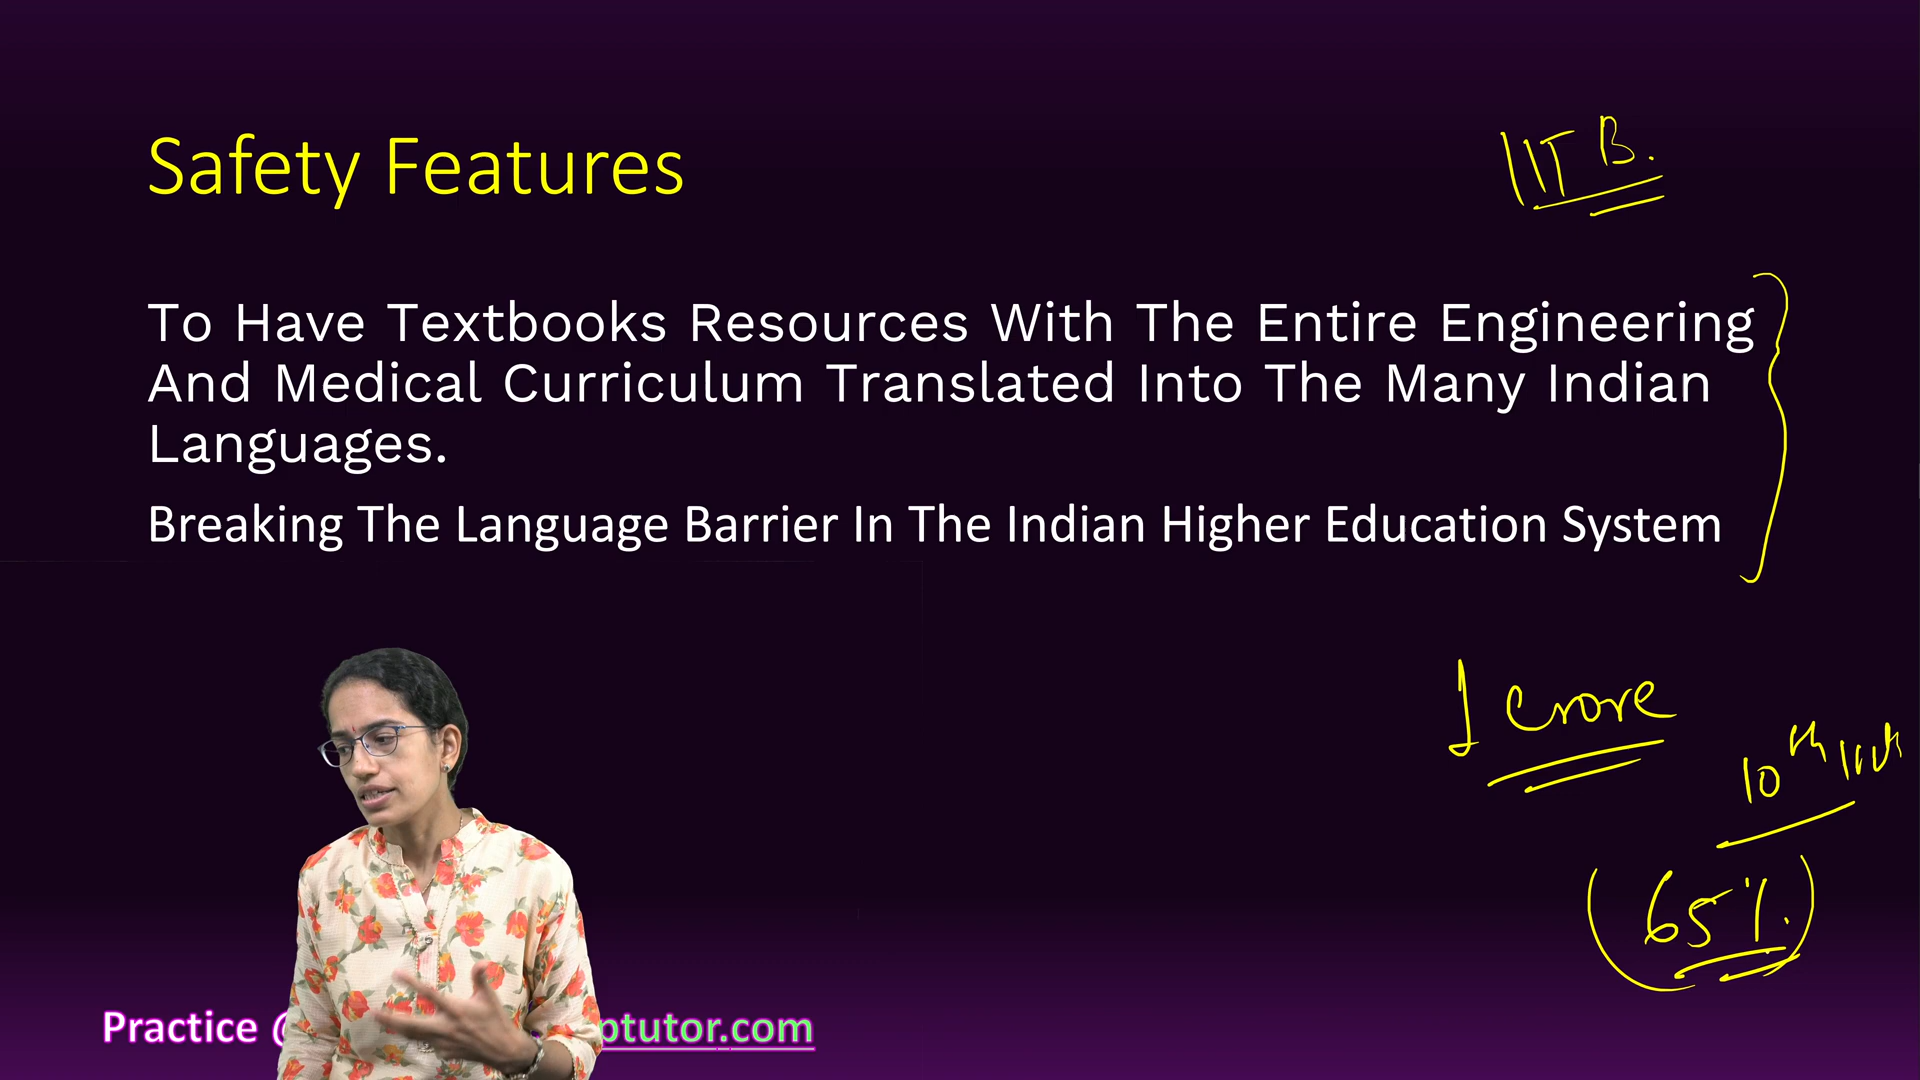 Safety Features
IIT B.
To Have Textbooks Resources With The Entire Engineering
And Medical Curriculum Translated Into The Many Indian
Languages.
Breaking The Language Barrier In The Indian Higher Education System
1 crore
10th
(65%)
Practice @ ptutor.com